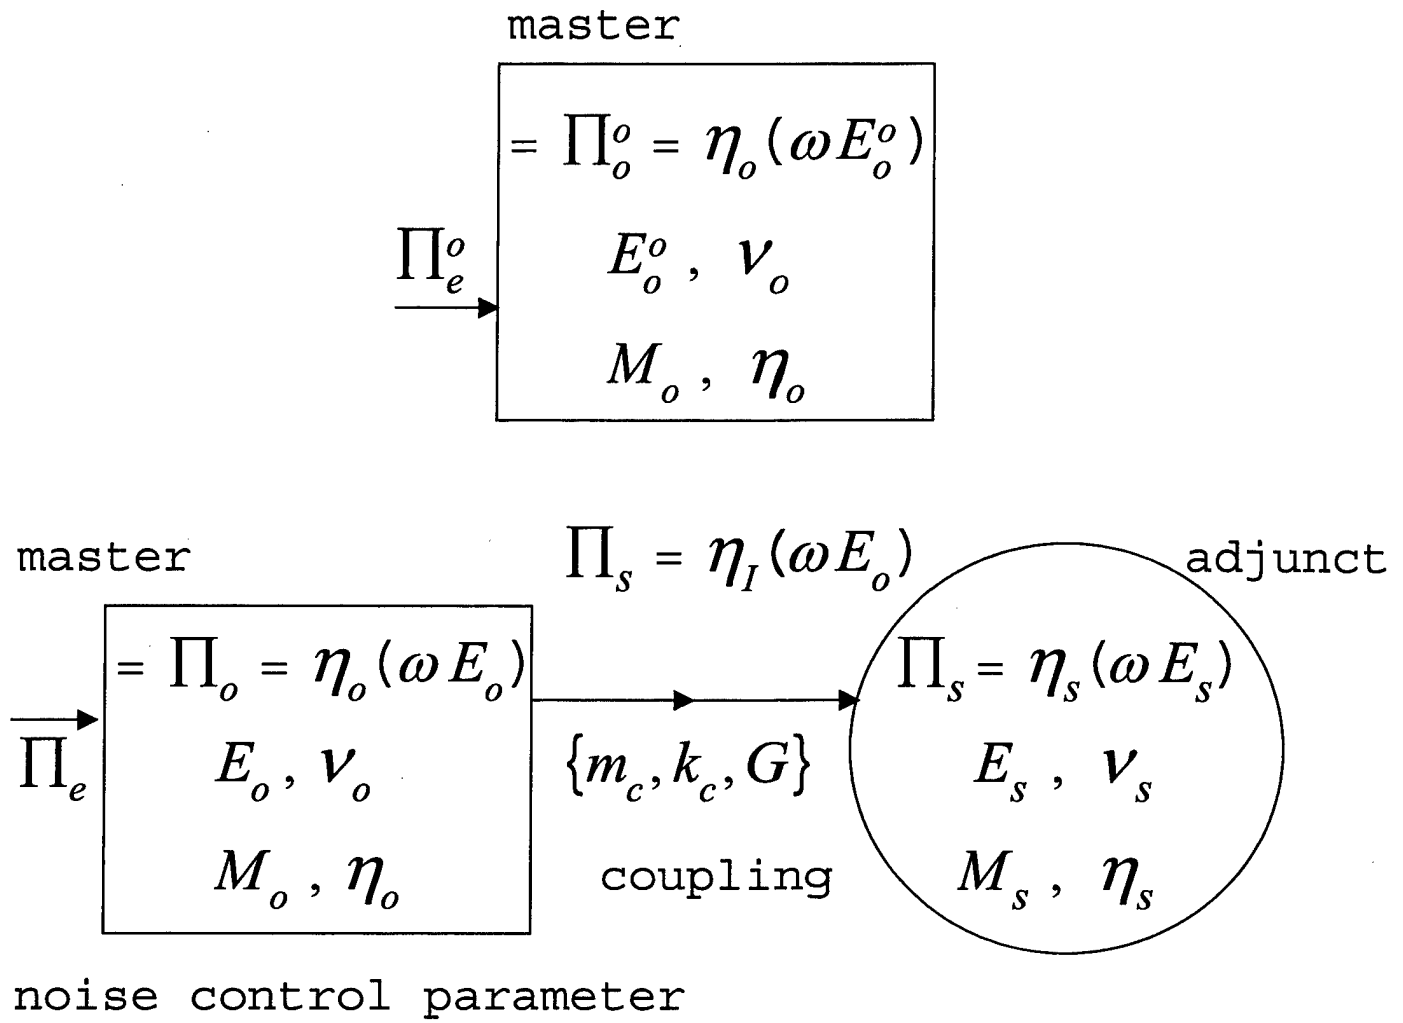 master
= Π_o^o = η_o(ωE_o^o)
Π_e^o
E_o^o , ν_o
M_o , η_o
Π_s = η_I(ωE_o)
master
adjunct
= Π_o = η_o(ωE_o)
Π_s = η_s(ωE_s)
Π_e
E_o , ν_o
{m_c, k_c, G}
E_s , ν_s
M_o , η_o
coupling
M_s , η_s
noise control parameter